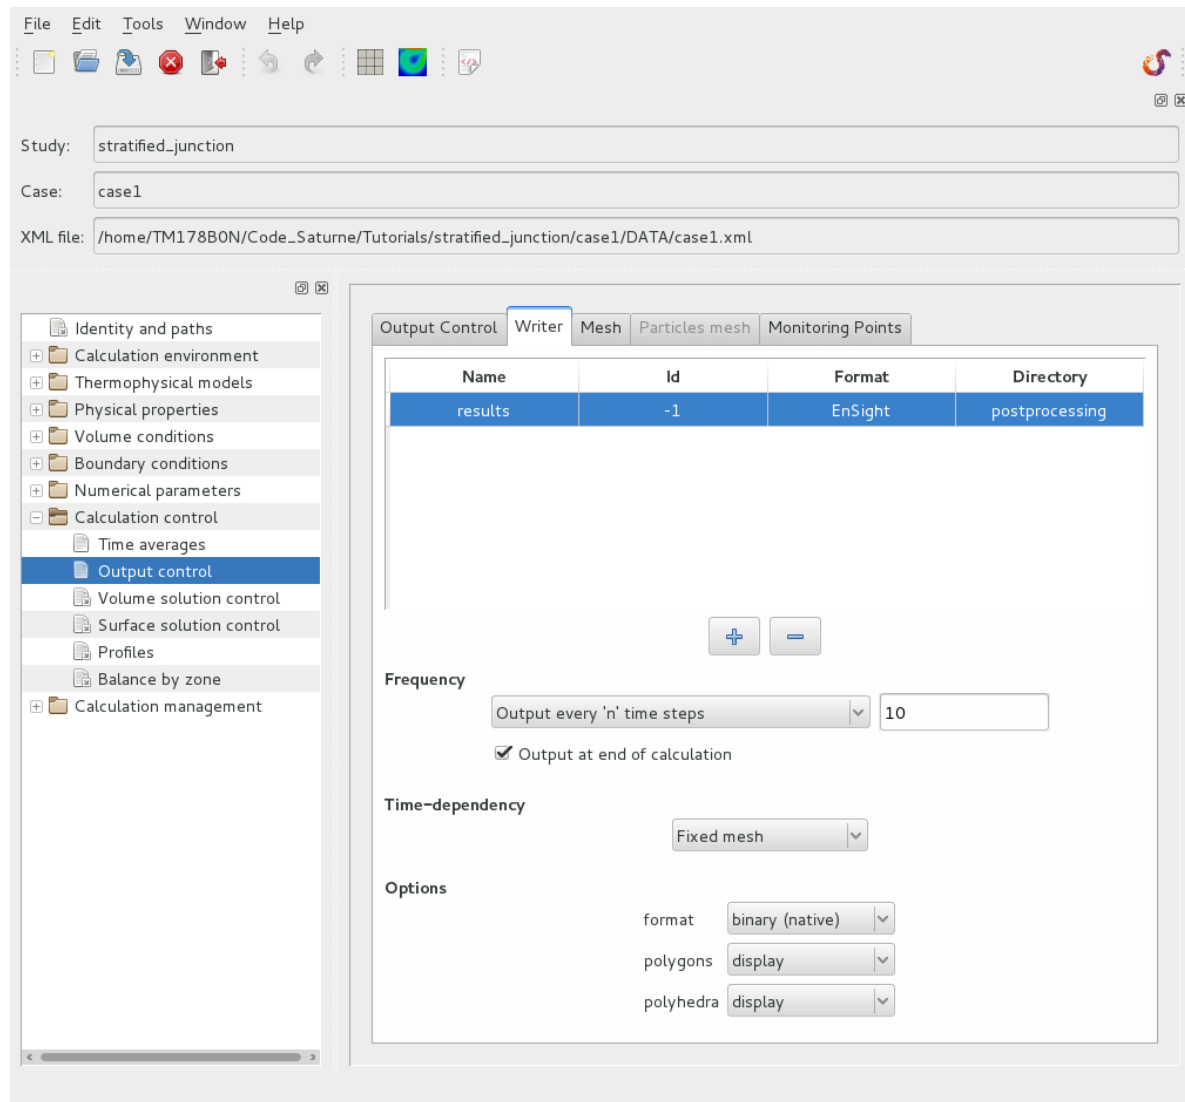 File Edit Tools Window Help
Study: stratified_junction
Case: case1
XML file: /home/TM178B0N/Code_Saturne/Tutorials/stratified_junction/case1/DATA/case1.xml
Identity and paths
Calculation environment
Thermophysical models
Physical properties
Volume conditions
Boundary conditions
Numerical parameters
Calculation control
Time averages
Output control
Volume solution control
Surface solution control
Profiles
Balance by zone
Calculation management
Output Control Writer Mesh Particles mesh Monitoring Points
Name Id Format Directory
results -1 EnSight postprocessing
Frequency
Output every 'n' time steps 10
Output at end of calculation
Time-dependency
Fixed mesh
Options
format binary (native)
polygons display
polyhedra display